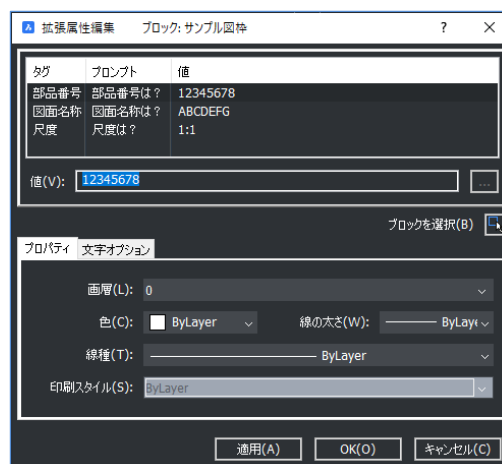 拡張属性編集 ブロック: サンプル図枠 ?
タグ プロンプト 値
部品番号 部品番号は? 12345678
図面名称 図面名称は? ABCDEFG
尺度 尺度は? 1:1
値(V): 12345678 ...
ブロックを選択(B)
プロパティ 文字オプション
画層(L): 0
色(C): ByLayer 線の太さ(W): ByLaye
線種(T): ByLayer
印刷スタイル(S): ByLayer
適用(A) OK(O) キャンセル(C)